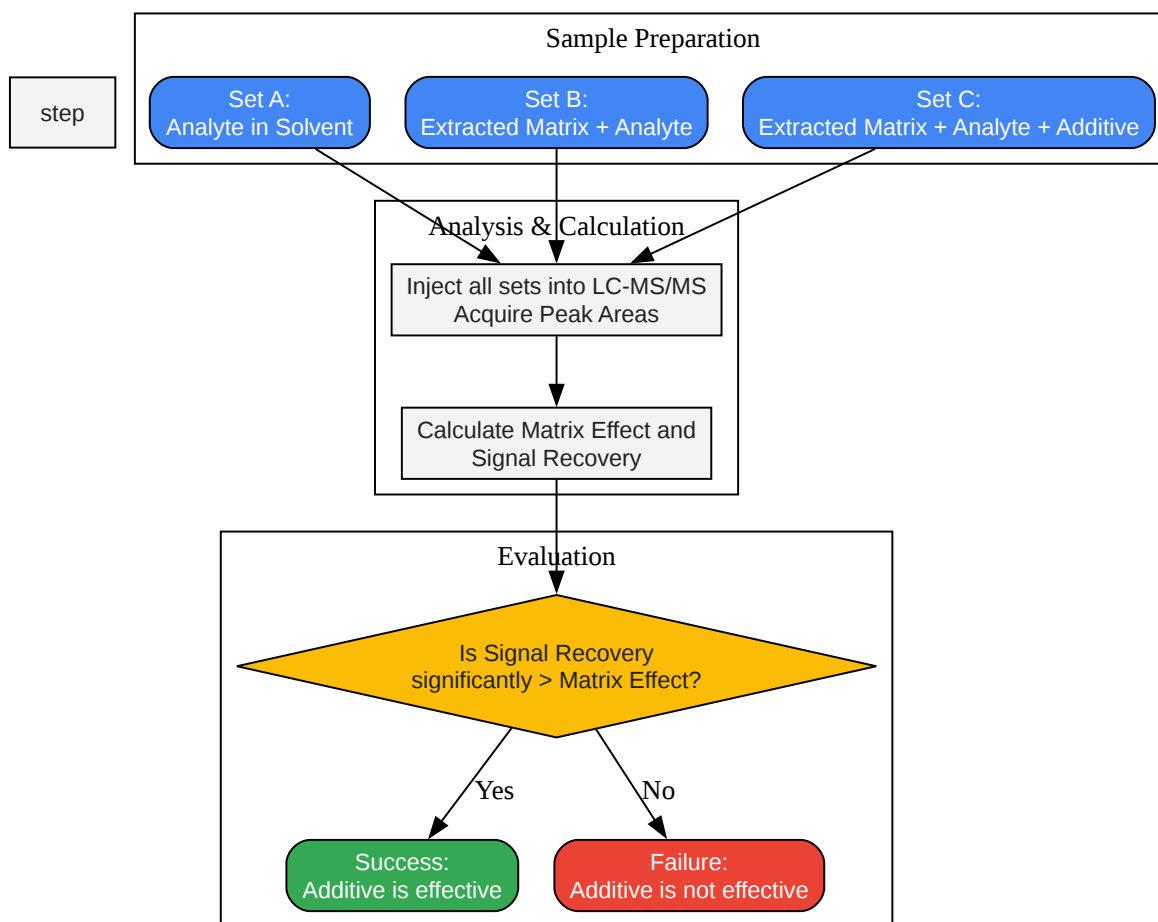 Sample Preparation
step
Set A:
Analyte in Solvent
Set B:
Extracted Matrix + Analyte
Set C:
Extracted Matrix + Analyte + Additive
Analysis & Calculation
Inject all sets into LC-MS/MS
Acquire Peak Areas
Calculate Matrix Effect and
Signal Recovery
Evaluation
Is Signal Recovery
significantly > Matrix Effect?
Yes
No
Success:
Additive is effective
Failure:
Additive is not effective